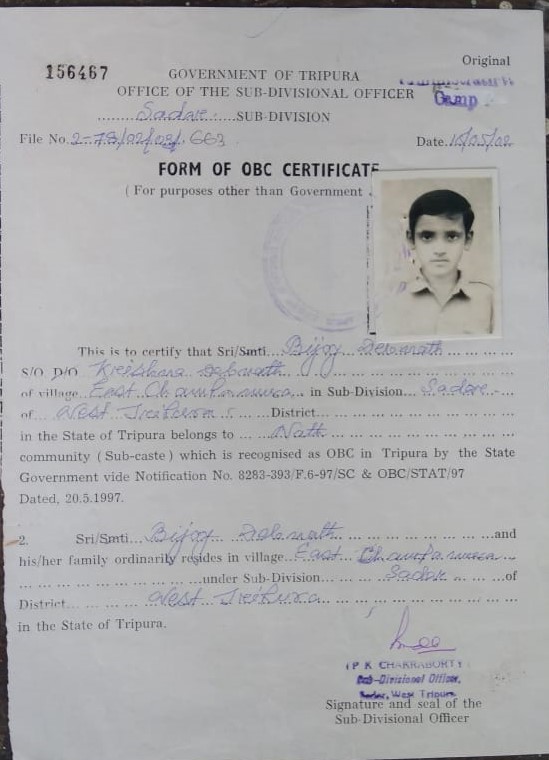 Original
156467
GOVERNMENT OF TRIPURA
OFFICE OF THE SUB-DIVISIONAL OFFICER
Camp
.......... Sadar ....... SUB-DIVISION
File No. 2-78/02/ 663
Date. 15/05/02
FORM OF OBC CERTIFICATE
( For purposes other than Government .
This is to certify that Sri/Smti... Bijoy Debnath ... ... ...
S/O D/O Krishna Debnath ... ... ...
of village East Champamura ... in Sub-Division... Sadar ...
of ... West Tripura ... District... ... ...
in the State of Tripura belongs to ... ... Nath ... ... ...
community (Sub-caste) which is recognised as OBC in Tripura by the State
Government vide Notification No. 8283-393/F.6-97/SC & OBC/STAT/97
Dated, 20.5.1997.
2. Sri/Smti... Bijoy Debnath ... ... ... and
his/her family ordinarily resides in village... East Champamura ...
... ... ... under Sub-Division ... Sadar ... ... of
District... ... West Tripura ... ... ...
in the State of Tripura.
( P K CHAKRABORTY )
Sub-Divisional Officer,
Sadar, West Tripura
Signature and seal of the
Sub-Divisional Officer